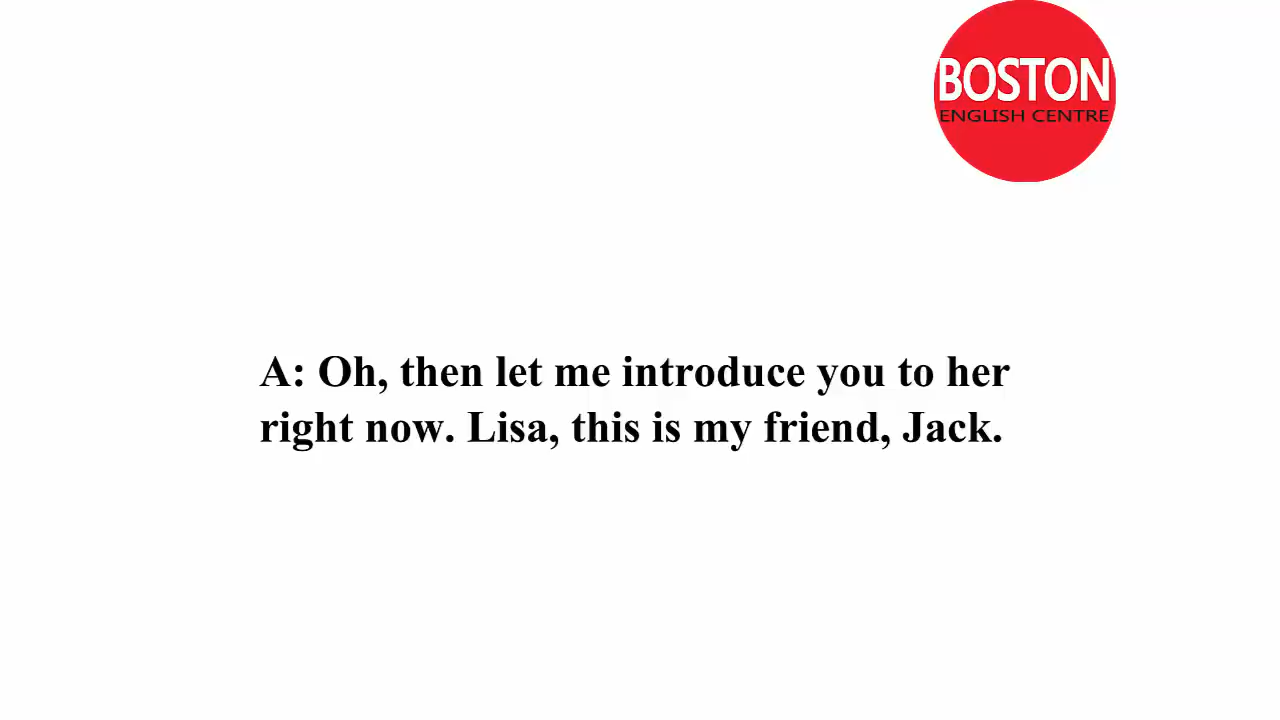 BOSTON
ENGLISH CENTRE
A: Oh, then let me introduce you to her
right now. Lisa, this is my friend, Jack.